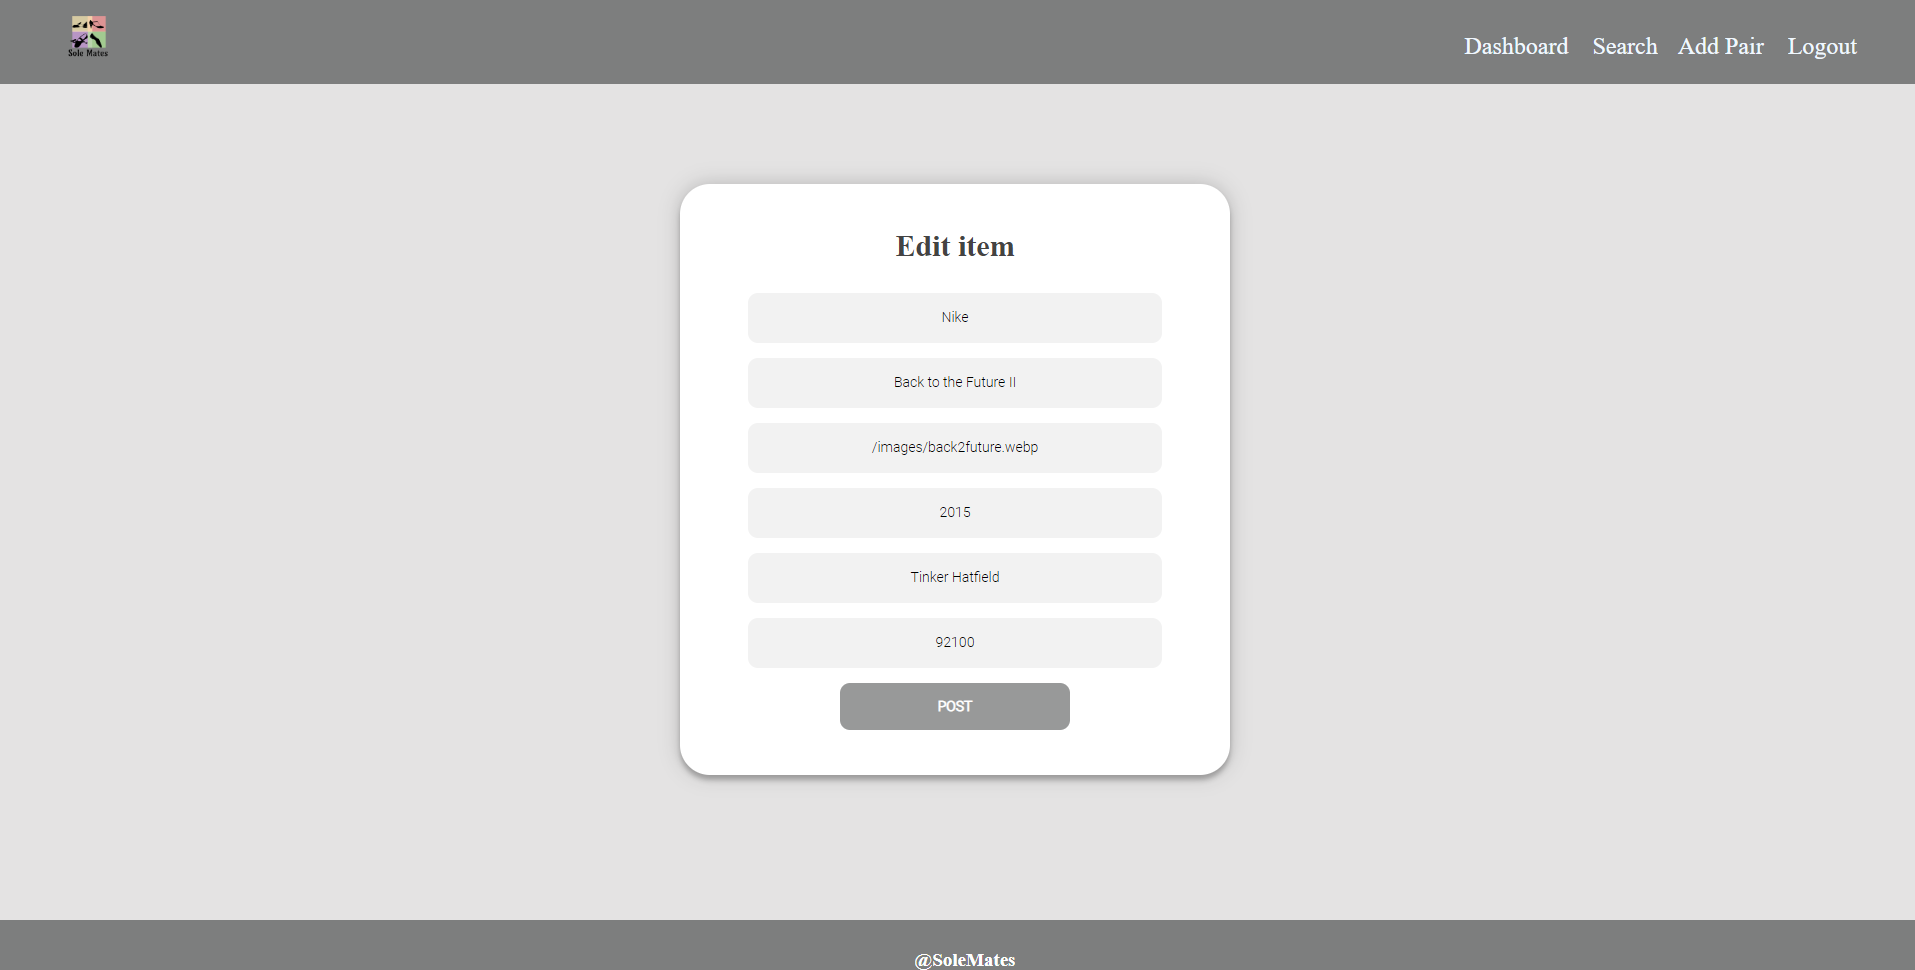 Sole Mates
Dashboard Search Add Pair Logout
Edit item
Nike
Back to the Future II
/images/back2future.webp
2015
Tinker Hatfield
92100
POST
@SoleMates